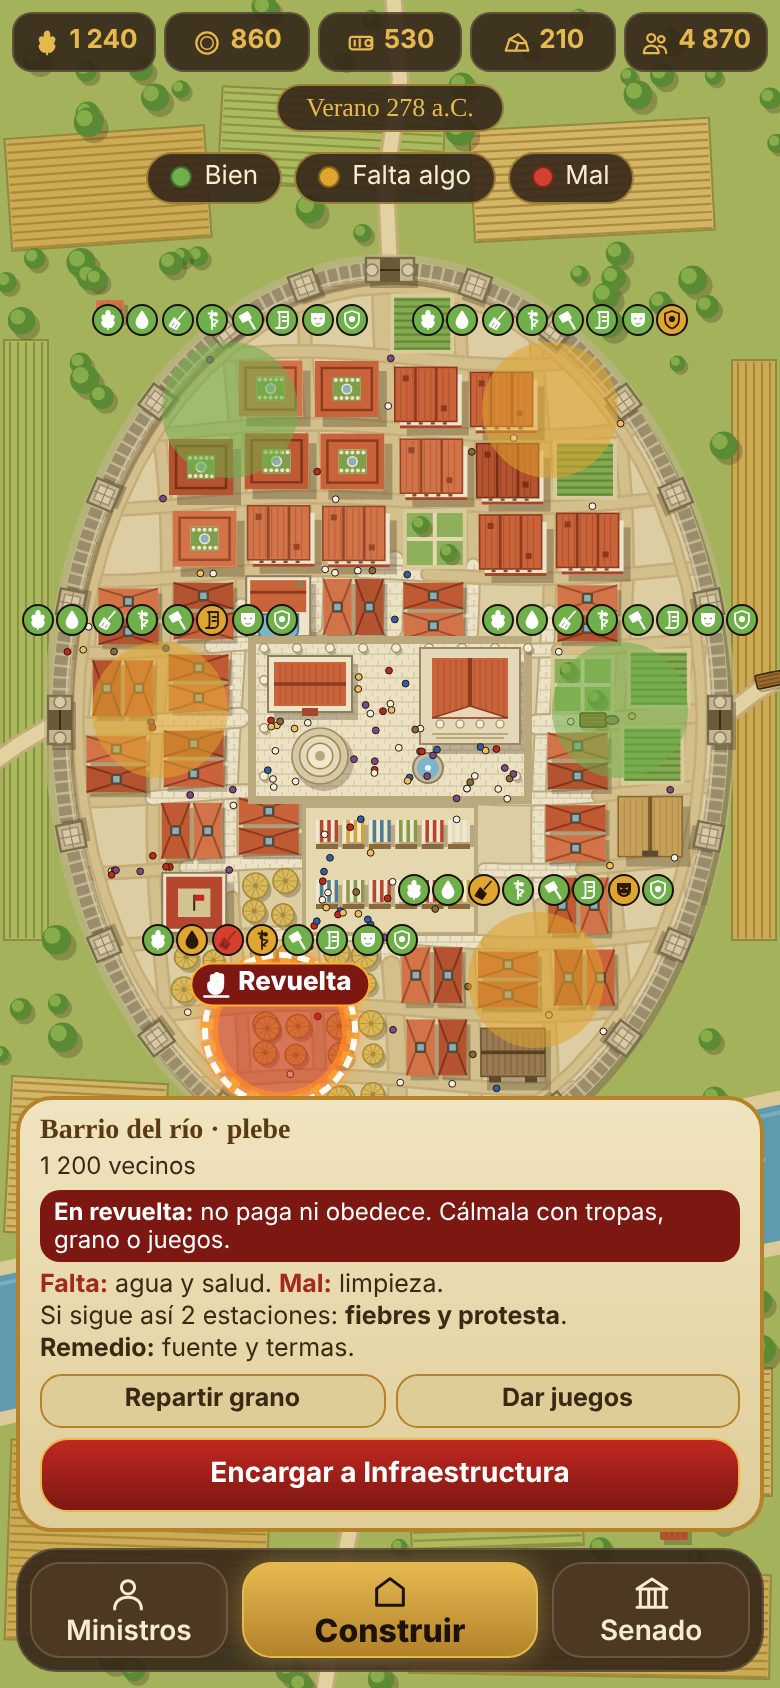 1 240
860
530
210
4 870
Verano 278 a.C.
Bien
Falta algo
Mal
Revuelta
Barrio del río · plebe
1 200 vecinos
En revuelta: no paga ni obedece. Cálmala con tropas,
grano o juegos.
Falta: agua y salud. Mal: limpieza.
Si sigue así 2 estaciones: fiebres y protesta.
Remedio: fuente y termas.
Repartir grano
Dar juegos
Encargar a Infraestructura
Ministros
Construir
Senado